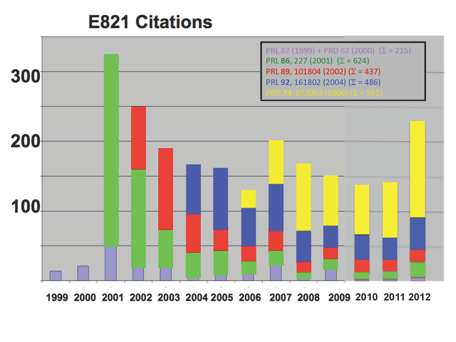 E821 Citations
PRL 82 (1999) + PRD 62 (2000) (Σ = 215)
PRL 86, 227 (2001) (Σ = 624)
PRL 89, 101804 (2002) (Σ = 437)
PRL 92, 161802 (2004) (Σ = 486)
PRD 73, 072003 (2006) (Σ = 551)
300
200
100
1999 2000 2001 2002 2003 2004 2005 2006 2007 2008 2009 2010 2011 2012